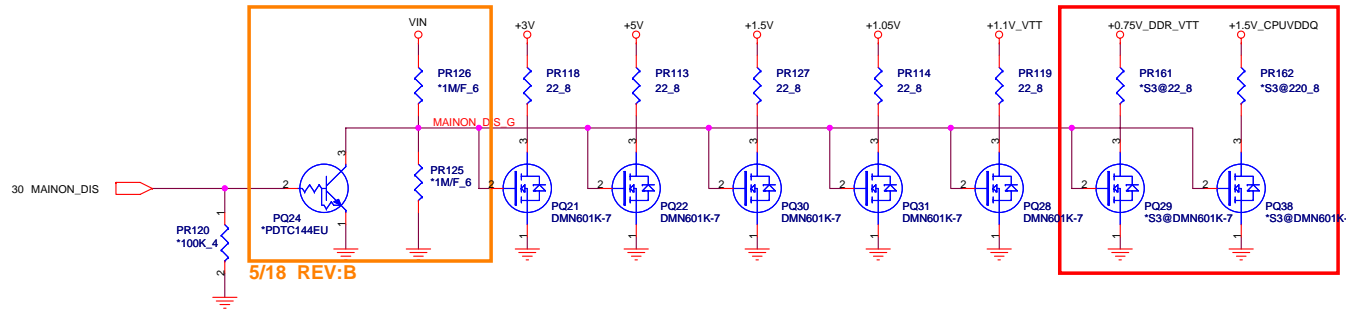 VIN
+3V
+5V
+1.5V
+1.05V
+1.1V_VTT
+0.75V_DDR_VTT
+1.5V_CPUVDDQ
PR126
*1M/F_6
PR118
22_8
PR113
22_8
PR127
22_8
PR114
22_8
PR119
22_8
PR161
*S3@22_8
PR162
*S3@220_8
MAINON_DIS_G
3
3
3
3
3
3
3
3
PR125
*1M/F_6
30 MAINON_DIS
2
2
2
2
2
2
2
2
PQ24
*PDTC144EU
PQ21
DMN601K-7
PQ22
DMN601K-7
PQ30
DMN601K-7
PQ31
DMN601K-7
PQ28
DMN601K-7
PQ29
*S3@DMN601K-7
PQ38
*S3@DMN601K-
1
1
1
1
1
1
1
1
1
PR120
*100K_4
2
5/18 REV:B